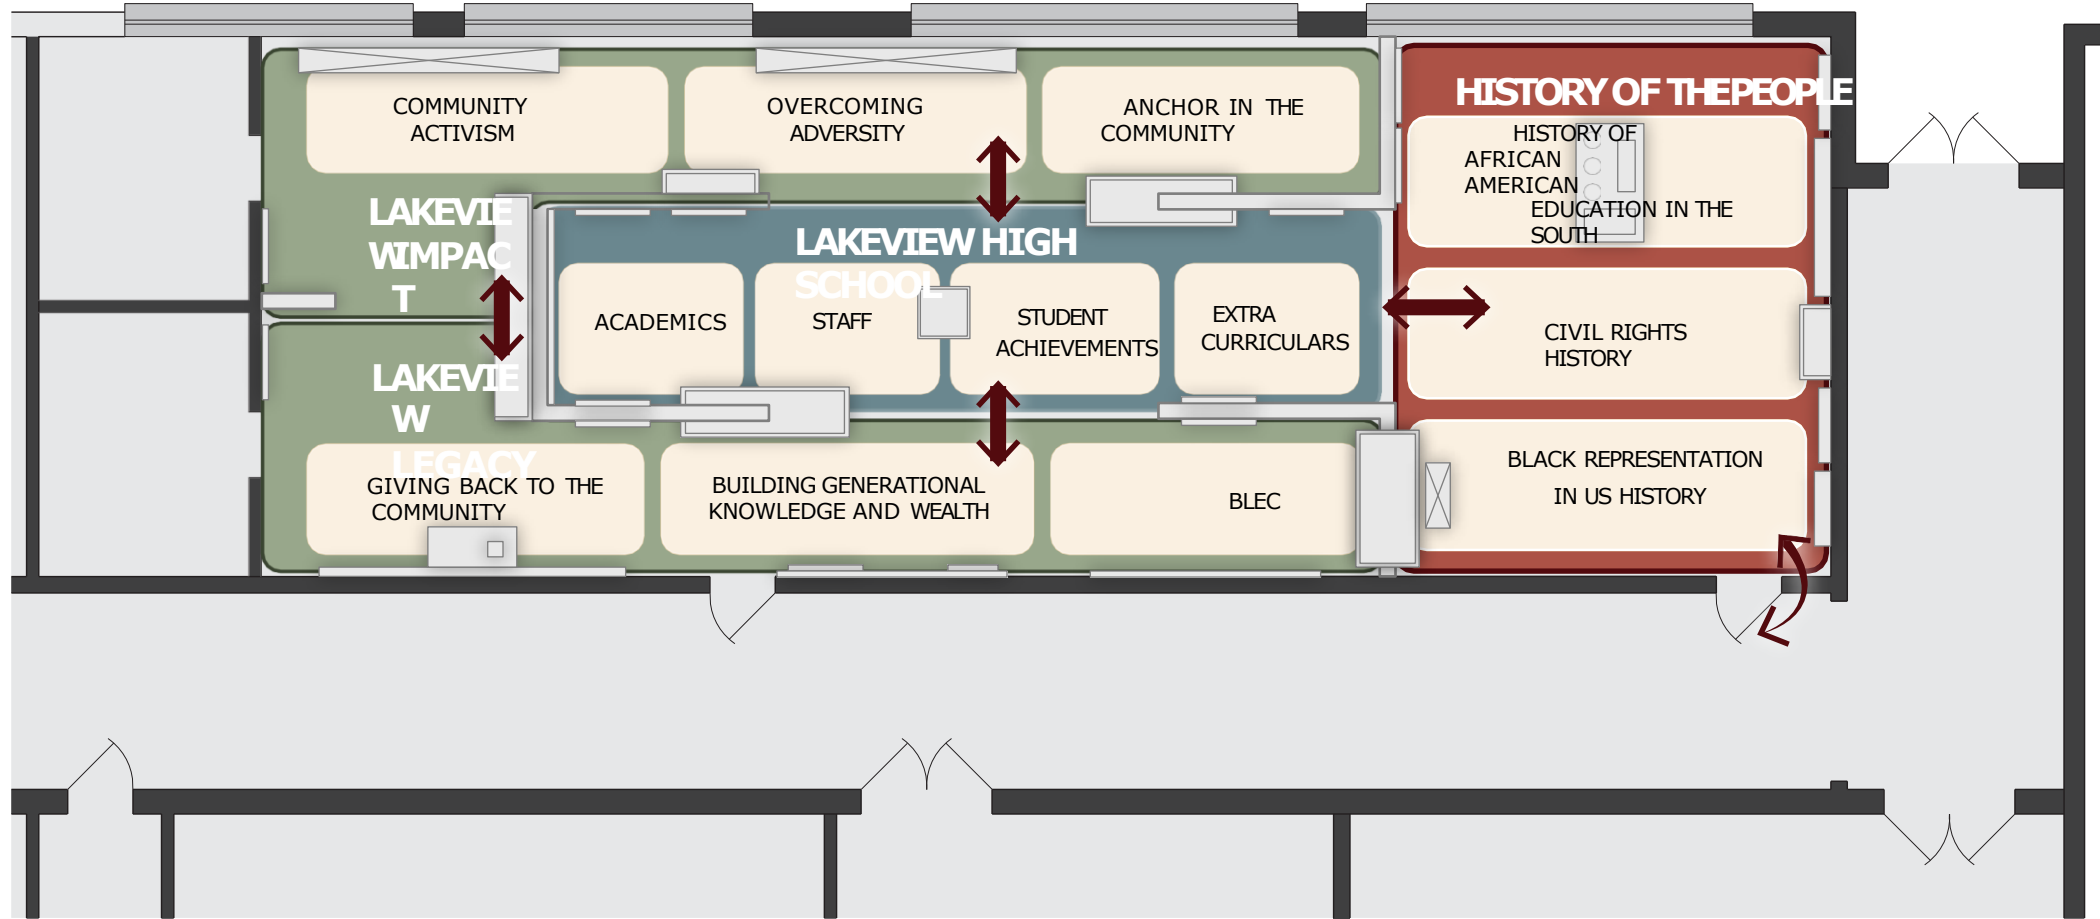 COMMUNITY
ACTIVISM
OVERCOMING
ADVERSITY
ANCHOR IN THE
COMMUNITY
HISTORY OF THEPEOPLE
HISTORY OF
AFRICAN
AMERICAN
EDUCATION IN THE
SOUTH
LAKEVIE
WIMPAC
T
LAKEVIEW HIGH
SCHOOL
ACADEMICS
STAFF
STUDENT
ACHIEVEMENTS
EXTRA
CURRICULARS
CIVIL RIGHTS
HISTORY
LAKEVIE
W
LEGACY
GIVING BACK TO THE
COMMUNITY
BUILDING GENERATIONAL
KNOWLEDGE AND WEALTH
BLEC
BLACK REPRESENTATION
IN US HISTORY